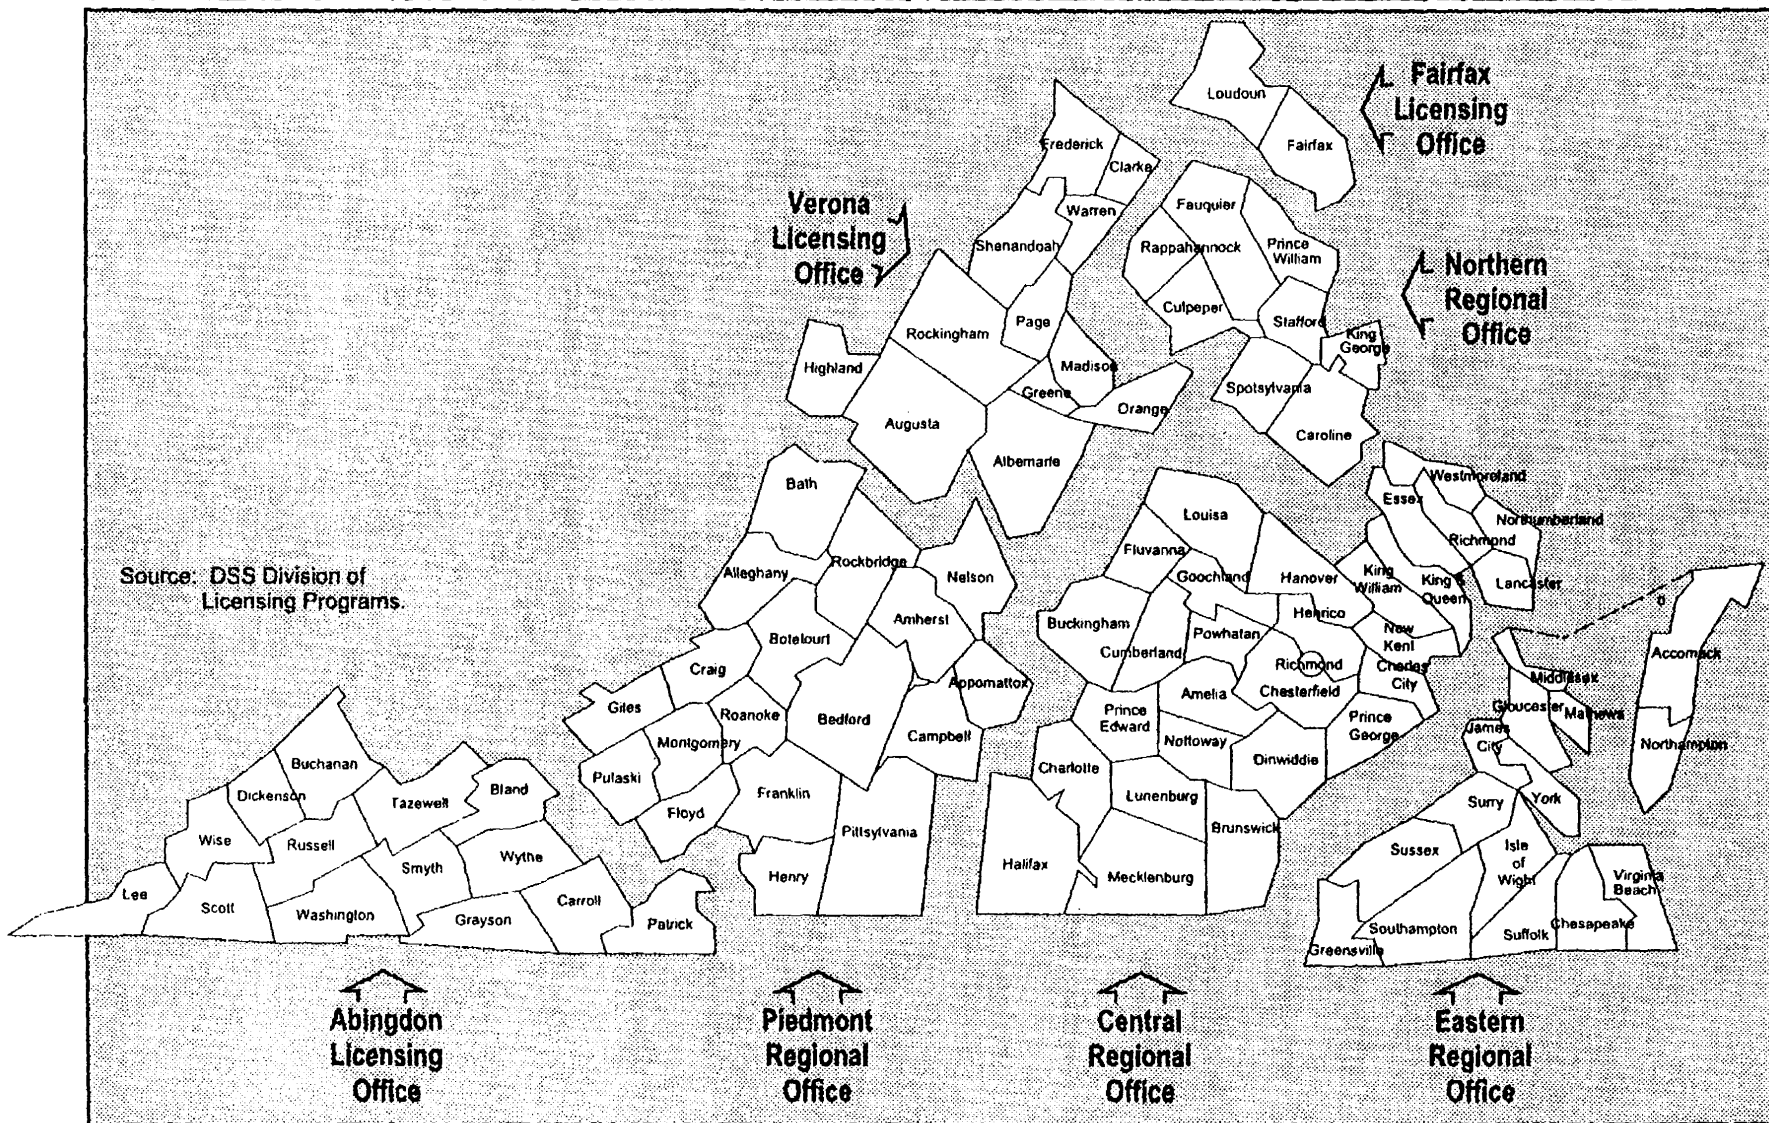 Fairfax
Licensing
Office
Loudoun
Fairfax
Frederick
Clarke
Warren
Verona
Licensing
Office
Shenandoah
Fauquier
Rappahannock
Prince
William
Culpeper
Stafford
King
George
Northern
Regional
Office
Page
Rockingham
Highland
Madison
Greene
Orange
Spotsylvania
Augusta
Caroline
Albemarle
Bath
Louisa
Westmoreland
Essex
Northumberland
Richmond
Lancaster
Source: DSS Division of
Licensing Programs.
Alleghany
Rockbridge
Nelson
Amherst
Botetourt
Craig
Giles
Roanoke
Bedford
Appomattox
Campbell
Montgomery
Pulaski
Floyd
Franklin
Pittsylvania
Henry
Fluvanna
Goochland
Hanover
King
William
King &
Queen
Henrico
New
Kent
Buckingham
Cumberland
Powhatan
Richmond
Charles
City
Chesterfield
Amelia
Prince
Edward
Prince
George
Nottoway
Dinwiddie
Charlotte
Lunenburg
Brunswick
Halifax
Mecklenburg
Accomack
Northampton
Middlesex
Gloucester
Mathews
James
City
York
Surry
Sussex
Isle
of
Wight
Virginia
Beach
Southampton
Suffolk
Chesapeake
Greensville
Buchanan
Dickenson
Tazewell
Bland
Wise
Russell
Smyth
Wythe
Lee
Scott
Washington
Grayson
Carroll
Patrick
Abingdon
Licensing
Office
Piedmont
Regional
Office
Central
Regional
Office
Eastern
Regional
Office